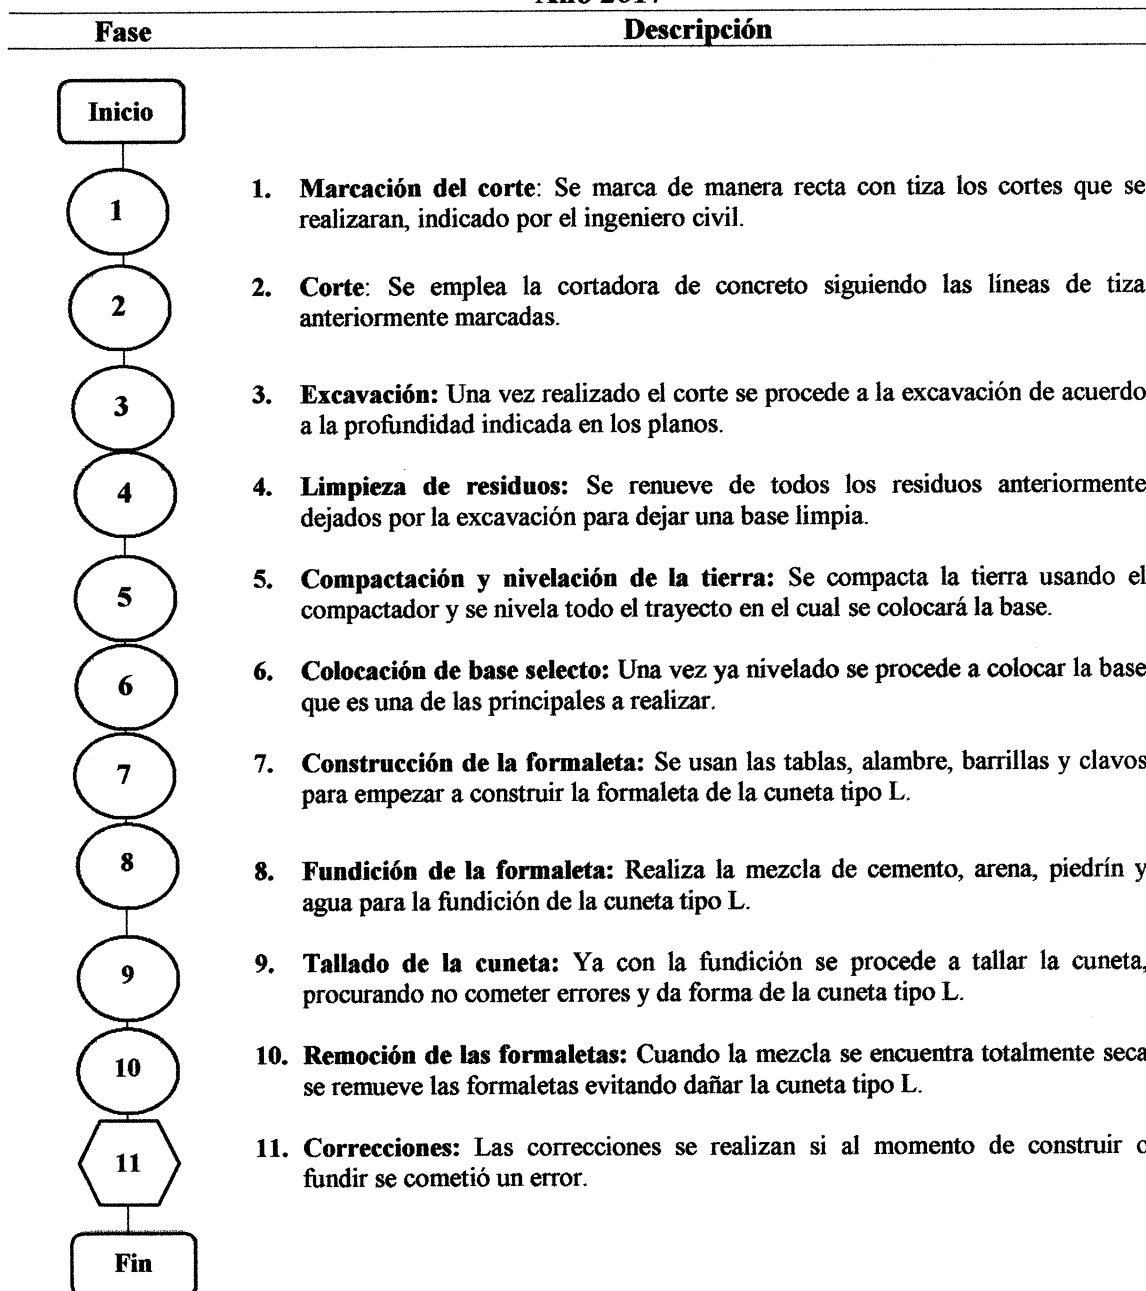 Fase Descripción
Inicio
1
1. Marcación del corte: Se marca de manera recta con tiza los cortes que se
realizaran, indicado por el ingeniero civil.
2
2. Corte: Se emplea la cortadora de concreto siguiendo las líneas de tiza
anteriormente marcadas.
3
3. Excavación: Una vez realizado el corte se procede a la excavación de acuerdo
a la profundidad indicada en los planos.
4
4. Limpieza de residuos: Se renueve de todos los residuos anteriormente
dejados por la excavación para dejar una base limpia.
5
5. Compactación y nivelación de la tierra: Se compacta la tierra usando el
compactador y se nivela todo el trayecto en el cual se colocará la base.
6
6. Colocación de base selecto: Una vez ya nivelado se procede a colocar la base
que es una de las principales a realizar.
7
7. Construcción de la formaleta: Se usan las tablas, alambre, barrillas y clavos
para empezar a construir la formaleta de la cuneta tipo L.
8
8. Fundición de la formaleta: Realiza la mezcla de cemento, arena, piedrín y
agua para la fundición de la cuneta tipo L.
9
9. Tallado de la cuneta: Ya con la fundición se procede a tallar la cuneta,
procurando no cometer errores y da forma de la cuneta tipo L.
10
10. Remoción de las formaletas: Cuando la mezcla se encuentra totalmente seca
se remueve las formaletas evitando dañar la cuneta tipo L.
11
11. Correcciones: Las correcciones se realizan si al momento de construir o
fundir se cometió un error.
Fin